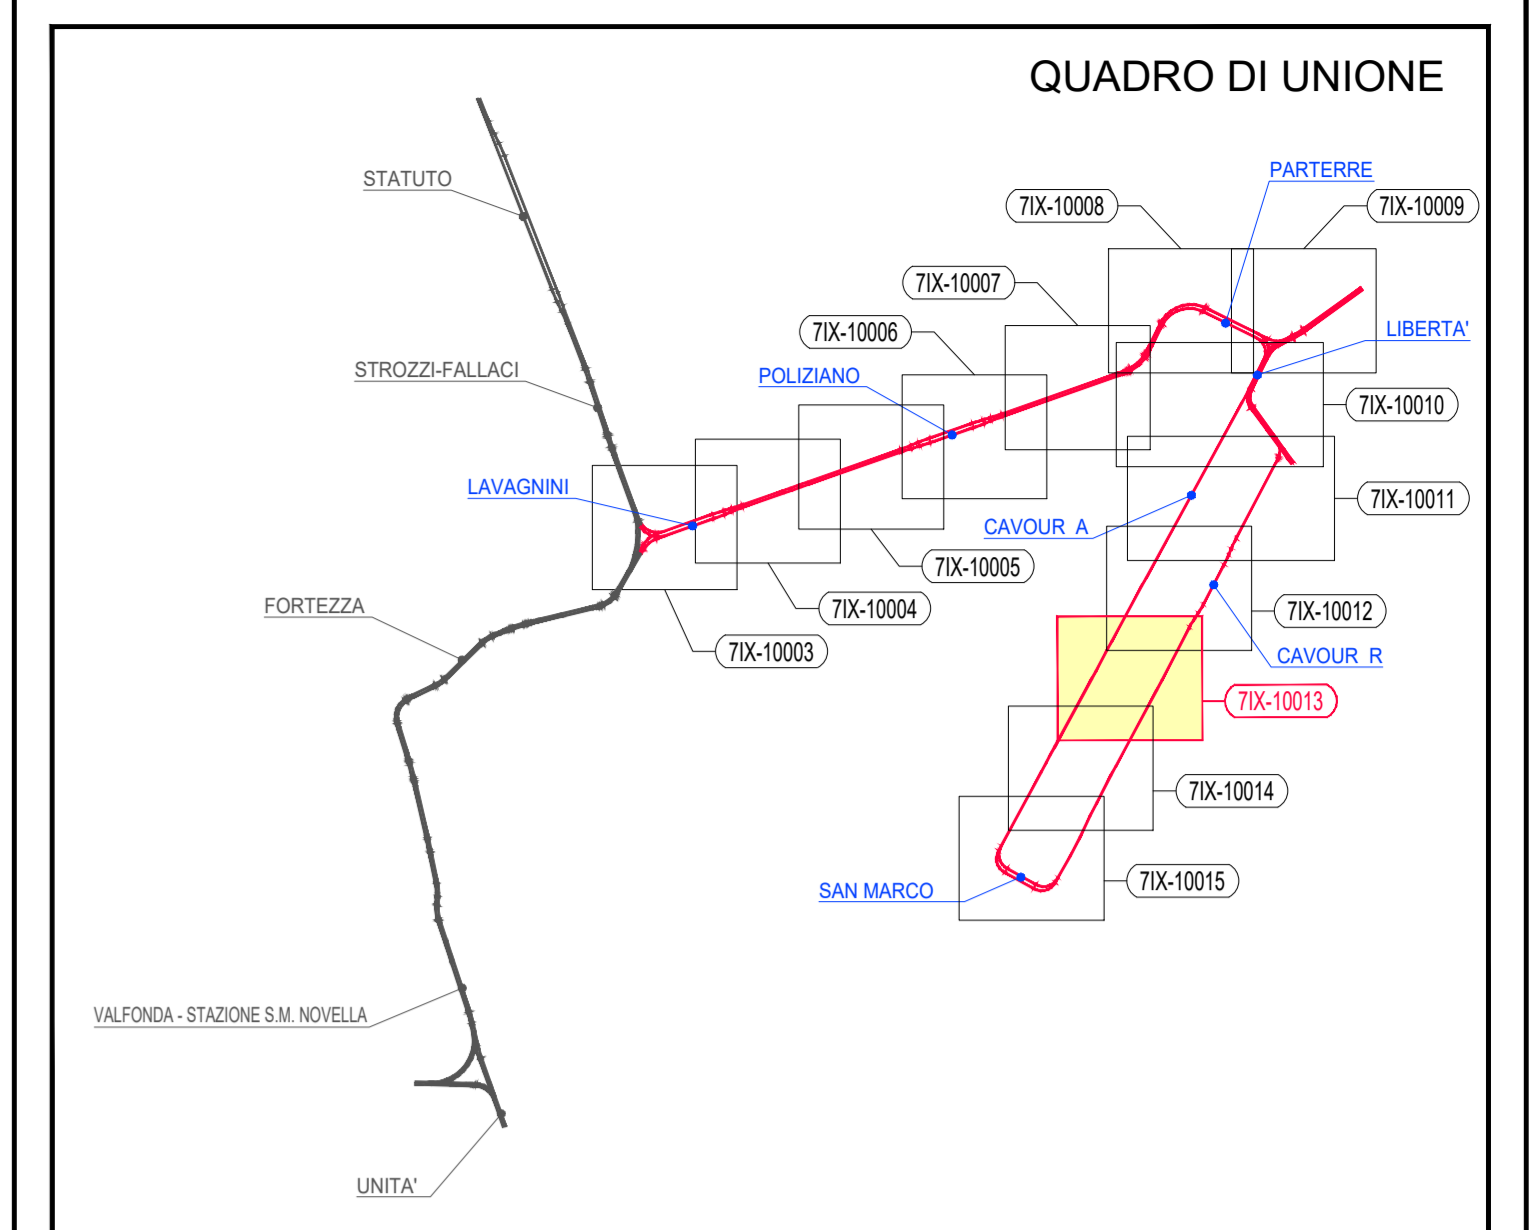 QUADRO DI UNIONE
PARTERRE
STATUTO
7IX-10008
7IX-10009
7IX-10007
7IX-10006
LIBERTA'
STROZZI-FALLACI
POLIZIANO
7IX-10010
LAVAGNINI
7IX-10011
CAVOUR A
7IX-10005
FORTEZZA
7IX-10004
7IX-10012
7IX-10003
CAVOUR R
7IX-10013
7IX-10014
SAN MARCO
7IX-10015
VALFONDA - STAZIONE S.M. NOVELLA
UNITA'